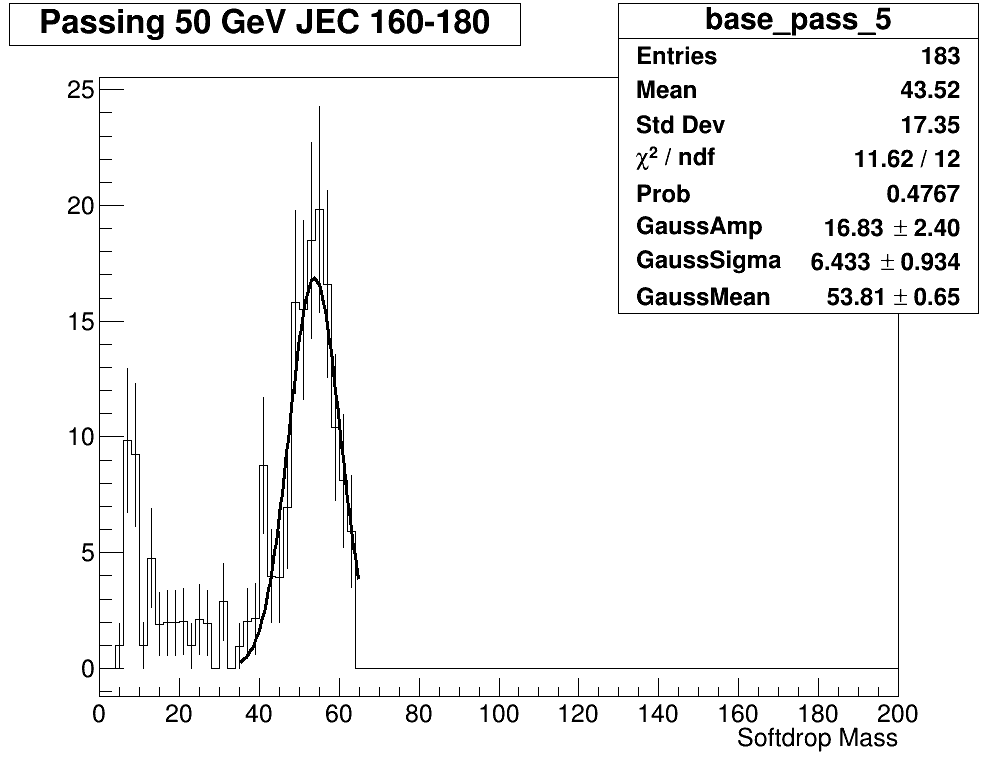 Passing 50 GeV JEC 160-180
base_pass_5
Entries 183
Mean 43.52
Std Dev 17.35
χ² / ndf 11.62 / 12
Prob 0.4767
GaussAmp 16.83 ± 2.40
GaussSigma 6.433 ± 0.934
GaussMean 53.81 ± 0.65
25
20
15
10
5
0
0 20 40 60 80 100 120 140 160 180 200
Softdrop Mass